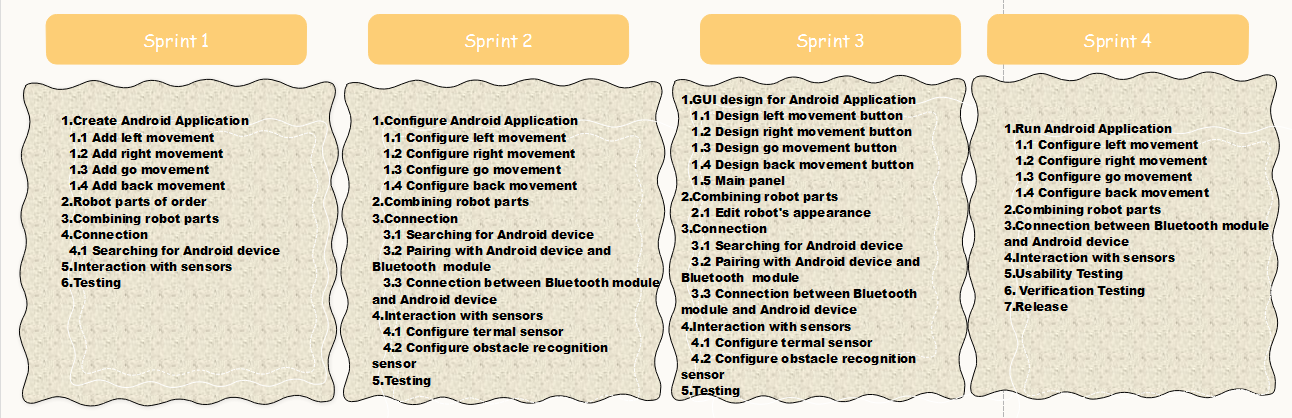 Sprint 1
1.Create Android Application
1.1 Add left movement
1.2 Add right movement
1.3 Add go movement
1.4 Add back movement
2.Robot parts of order
3.Combining robot parts
4.Connection
4.1 Searching for Android device
5.Interaction with sensors
6.Testing
Sprint 2
1.Configure Android Application
1.1 Configure left movement
1.2 Configure right movement
1.3 Configure go movement
1.4 Configure back movement
2.Combining robot parts
3.Connection
3.1 Searching for Android device
3.2 Pairing with Android device and
Bluetooth module
3.3 Connection between Bluetooth module
and Android device
4.Interaction with sensors
4.1 Configure termal sensor
4.2 Configure obstacle recognition
sensor
5.Testing
Sprint 3
1.GUI design for Android Application
1.1 Design left movement button
1.2 Design right movement button
1.3 Design go movement button
1.4 Design back movement button
1.5 Main panel
2.Combining robot parts
2.1 Edit robot's appearance
3.Connection
3.1 Searching for Android device
3.2 Pairing with Android device and
Bluetooth module
3.3 Connection between Bluetooth
module and Android device
4.Interaction with sensors
4.1 Configure termal sensor
4.2 Configure obstacle recognition
sensor
5.Testing
Sprint 4
1.Run Android Application
1.1 Configure left movement
1.2 Configure right movement
1.3 Configure go movement
1.4 Configure back movement
2.Combining robot parts
3.Connection between Bluetooth module
and Android device
4.Interaction with sensors
5.Usability Testing
6. Verification Testing
7.Release